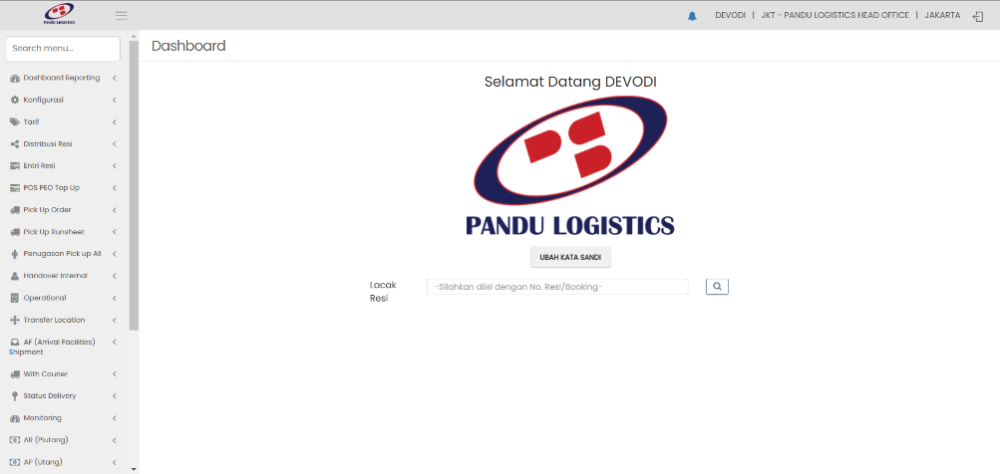 PANDU LOGISTICS
DEVODI | JKT - PANDU LOGISTICS HEAD OFFICE | JAKARTA
Search menu...
Dashboard
Selamat Datang DEVODI
Dashboard Reporting
Konfigurasi
Tarif
Distribusi Resi
Entri Resi
POS PEO Top Up
Pick Up Order
Pick Up Runsheet
Penugasan Pick up All
Handover Internal
Operational
Transfer Location
AF (Arrival Facilities)
Shipment
With Courier
Status Delivery
Monitoring
AR (Piutang)
AP (Utang)
PANDU LOGISTICS
UBAH KATA SANDI
Lacak
Resi
-Silahkan diisi dengan No. Resi/Booking-